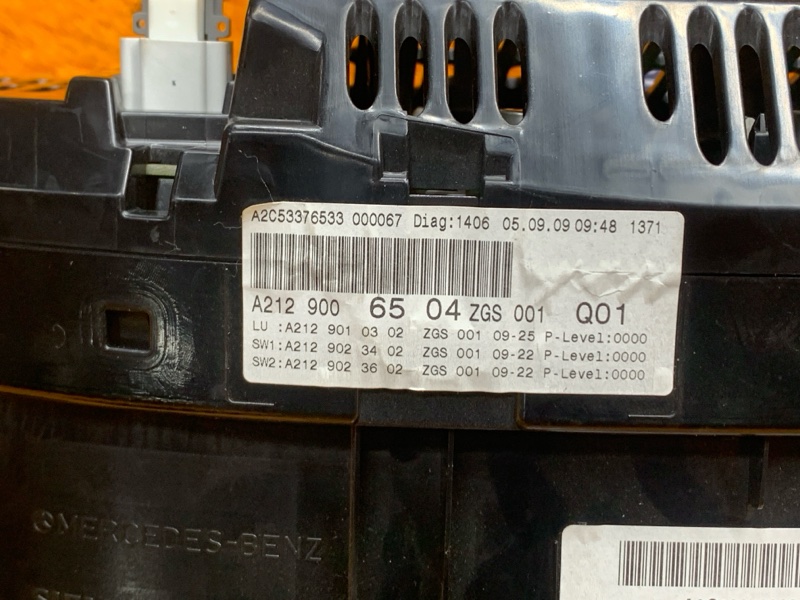 A2C53376533 000067 Diag:1406 05.09.09 09:48 1371
A212 900 65 04 ZGS 001 Q01
LU :A212 901 03 02 ZGS 001 09-25 P-Level:0000
SW1:A212 902 34 02 ZGS 001 09-22 P-Level:0000
SW2:A212 902 36 02 ZGS 001 09-22 P-Level:0000
MERCEDES-BENZ